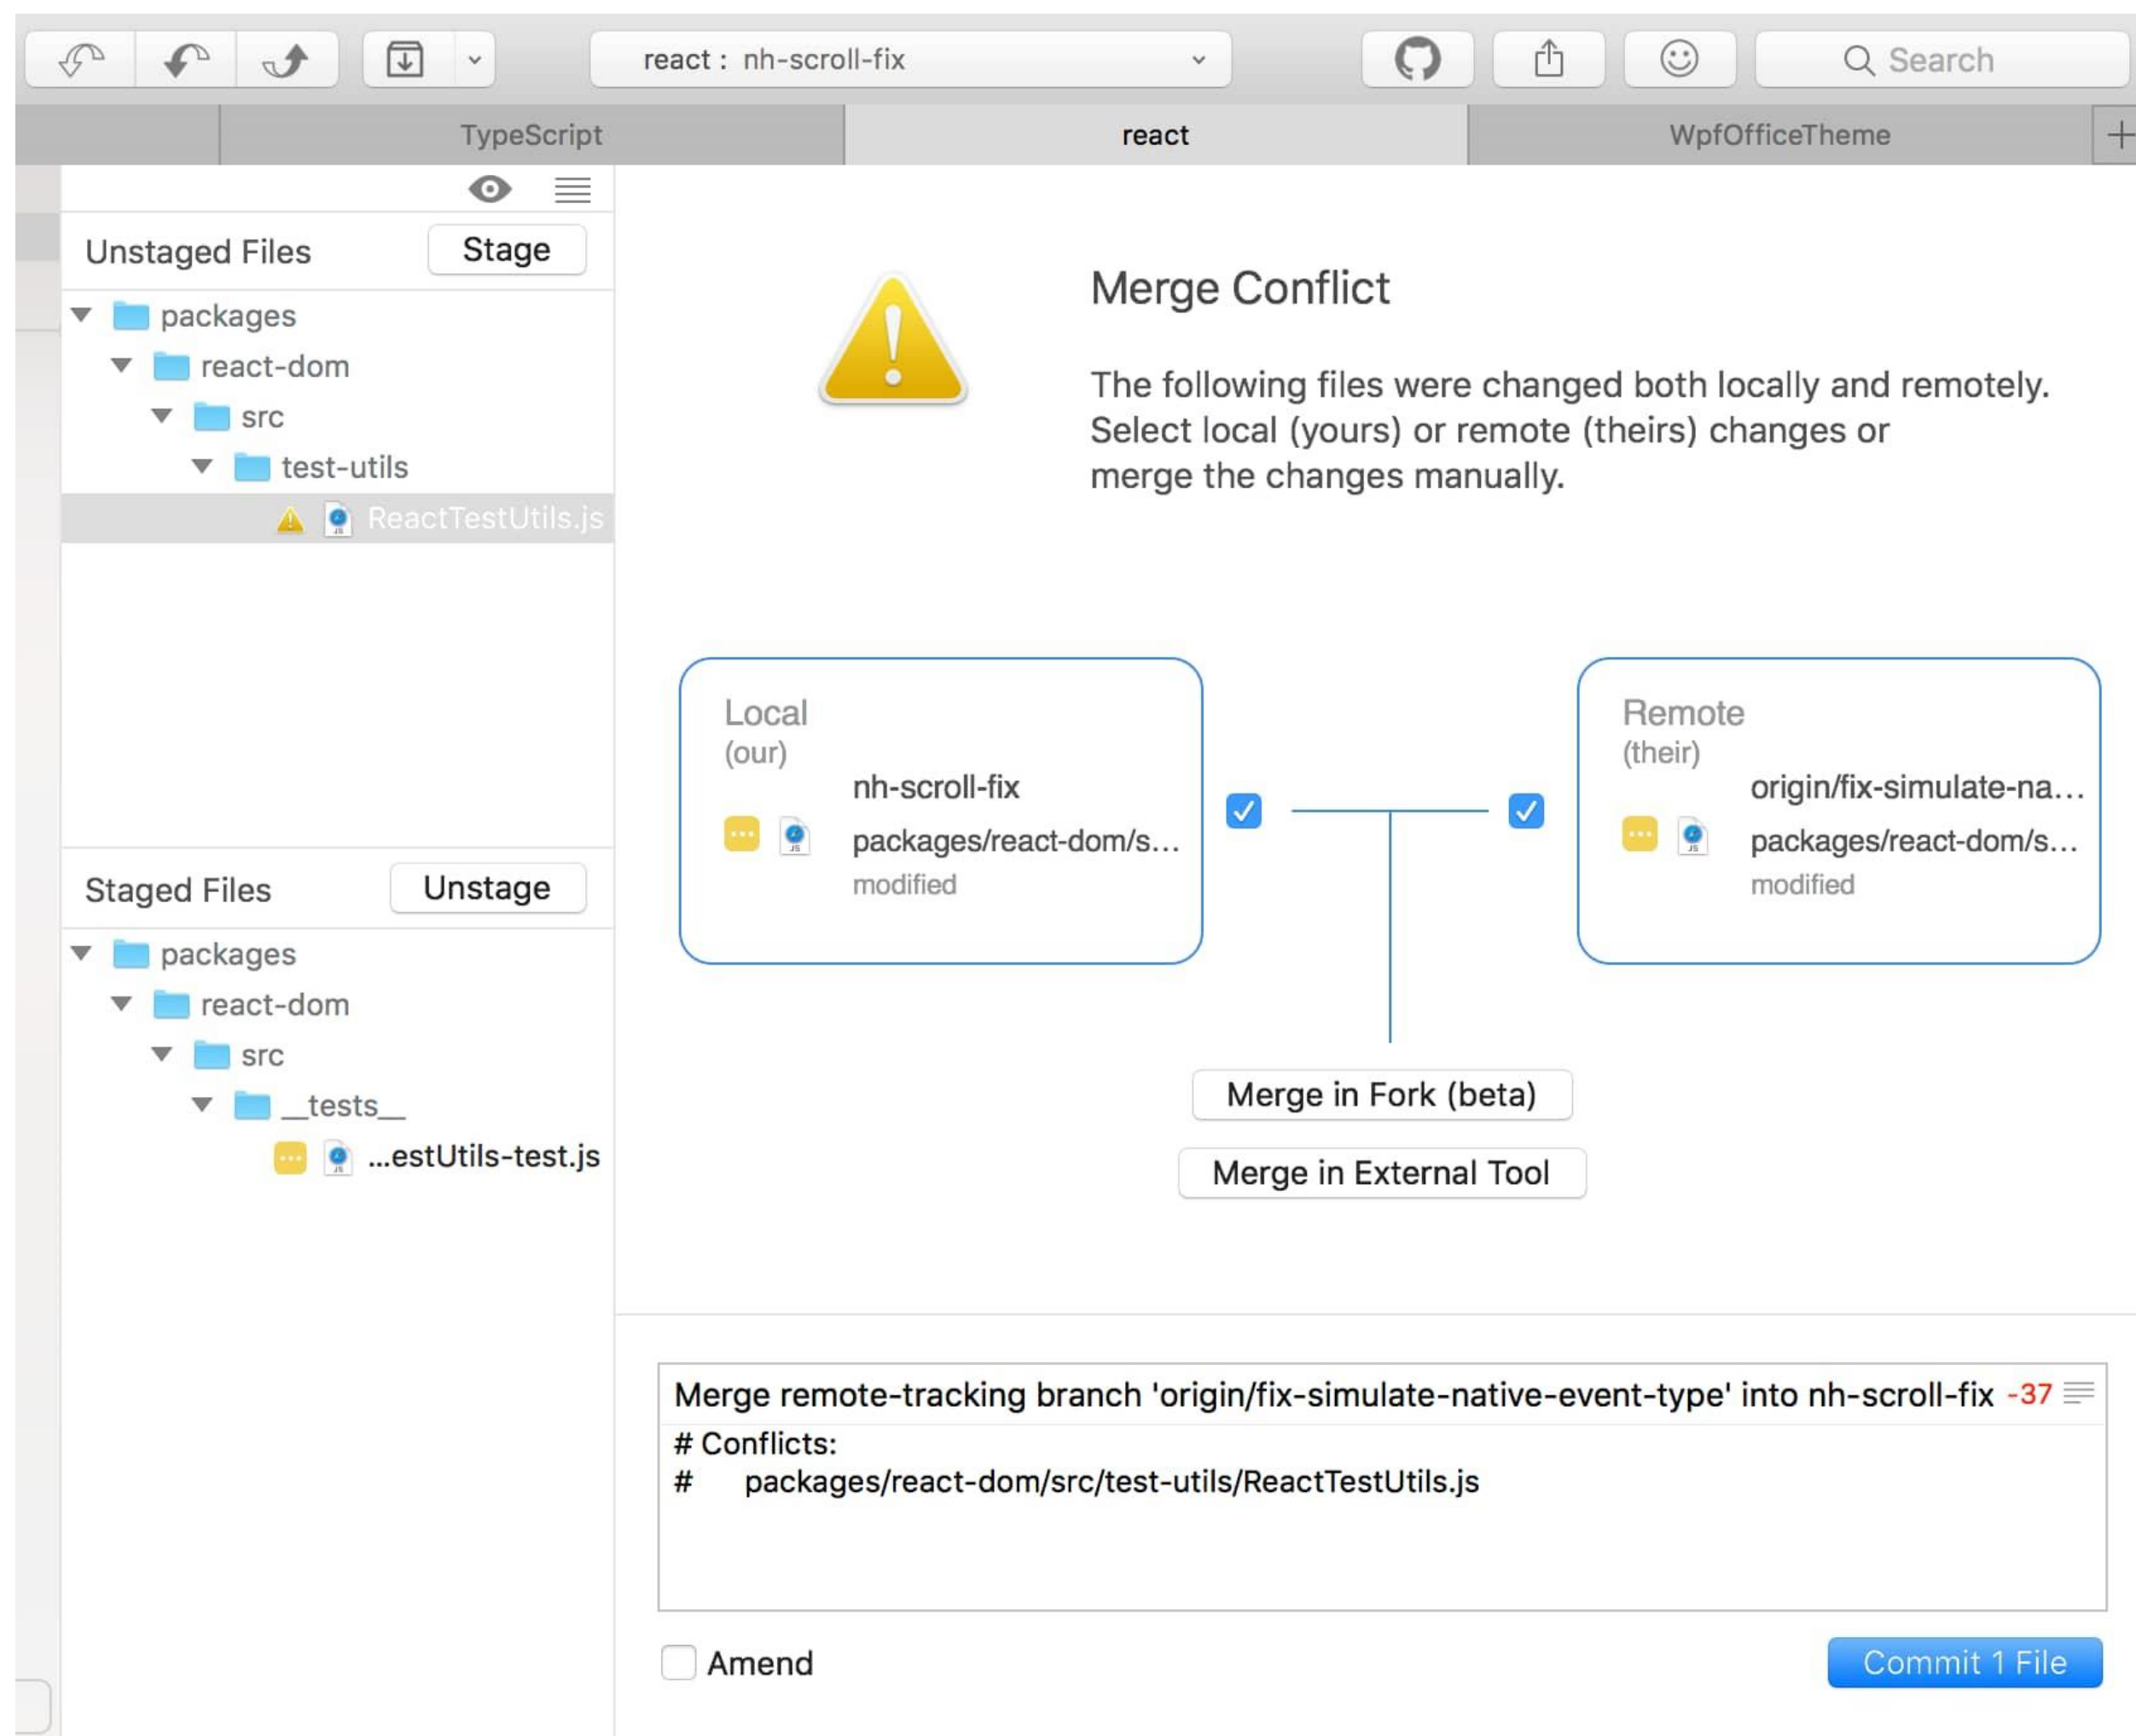 react : nh-scroll-fix
Search
TypeScript
react
WpfOfficeTheme
Unstaged Files
Stage
packages
react-dom
src
test-utils
ReactTestUtils.js
Staged Files
Unstage
packages
react-dom
src
__tests__
...estUtils-test.js
Merge Conflict
The following files were changed both locally and remotely.
Select local (yours) or remote (theirs) changes or
merge the changes manually.
Local
(our)
nh-scroll-fix
packages/react-dom/s...
modified
Remote
(their)
origin/fix-simulate-na...
packages/react-dom/s...
modified
Merge in Fork (beta)
Merge in External Tool
Merge remote-tracking branch 'origin/fix-simulate-native-event-type' into nh-scroll-fix -37
# Conflicts:
# packages/react-dom/src/test-utils/ReactTestUtils.js
Amend
Commit 1 File